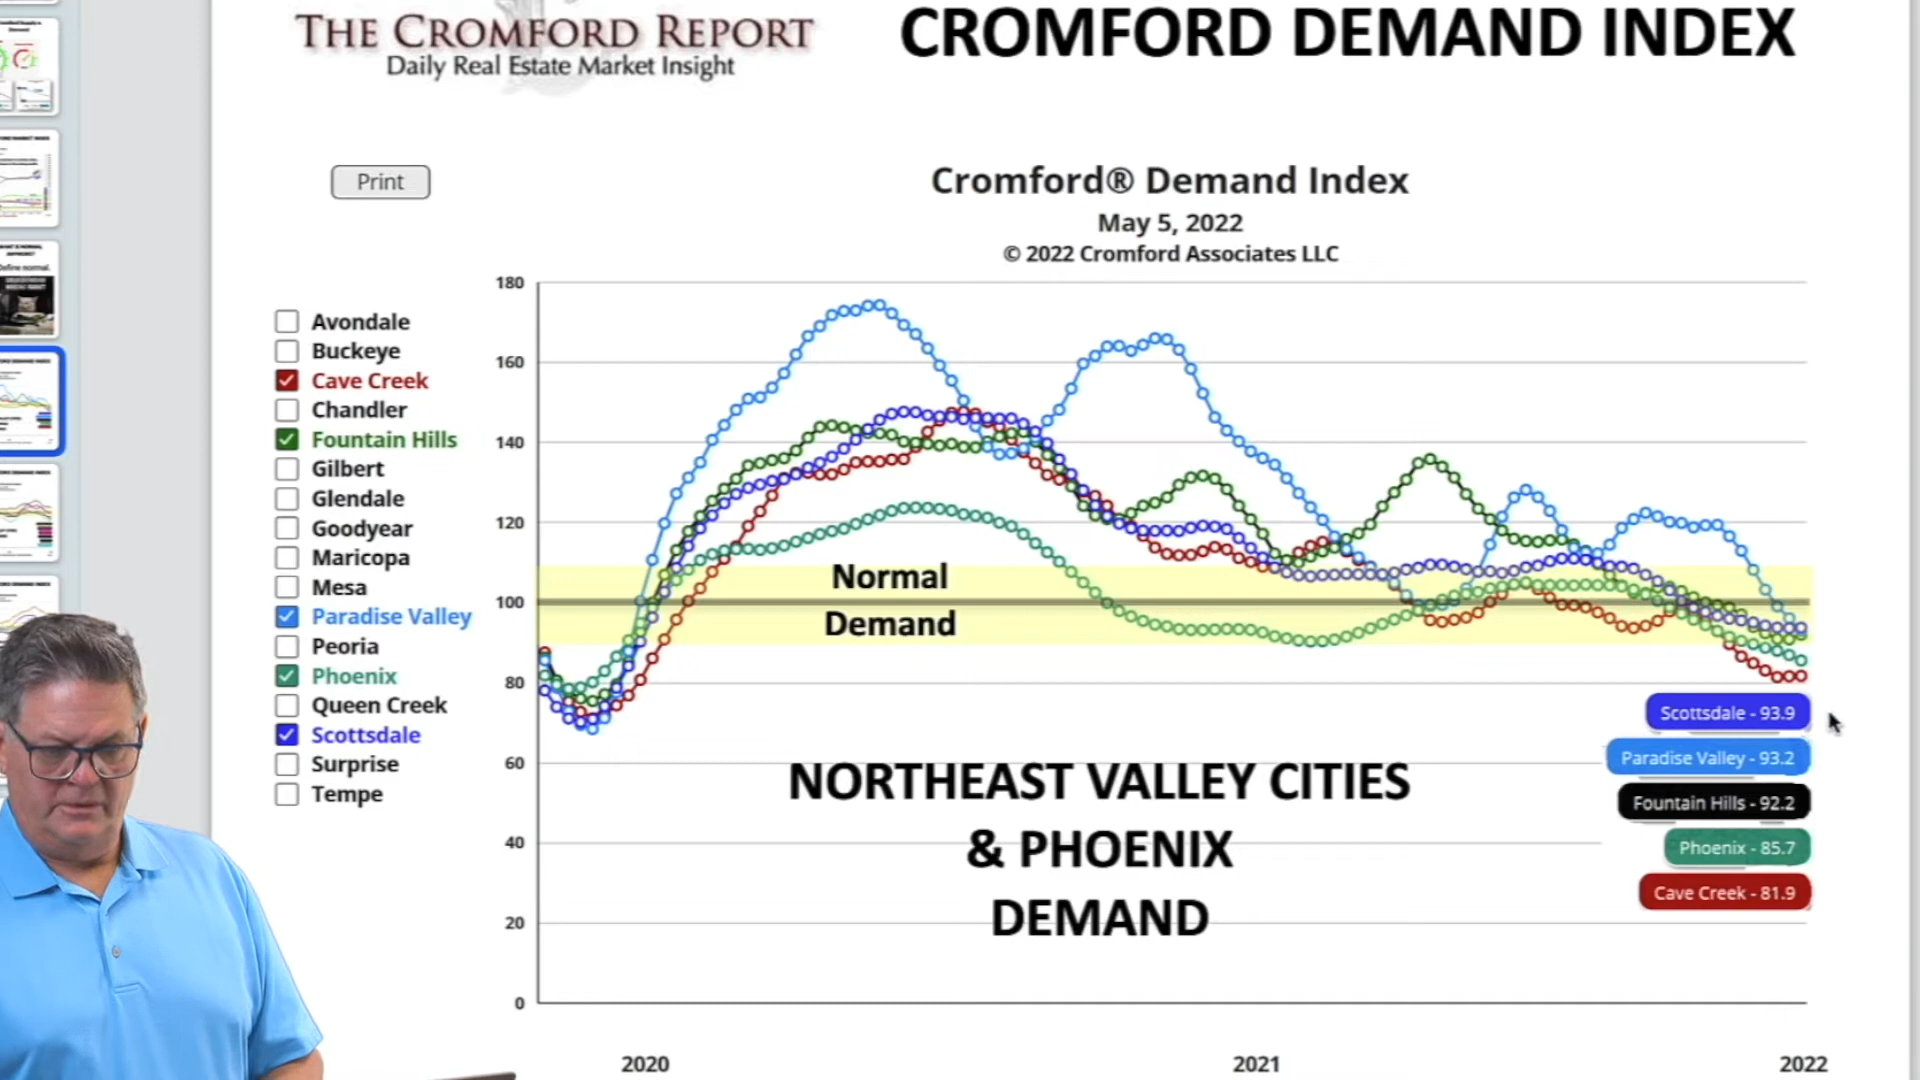 THE CROMFORD REPORT
Daily Real Estate Market Insight
CROMFORD DEMAND INDEX
Print
Cromford® Demand Index
May 5, 2022
© 2022 Cromford Associates LLC
Avondale
Buckeye
Cave Creek
Chandler
Fountain Hills
Gilbert
Glendale
Goodyear
Maricopa
Mesa
Paradise Valley
Peoria
Phoenix
Queen Creek
Scottsdale
Surprise
Tempe
180
160
140
120
100
80
60
40
20
0
Normal
Demand
NORTHEAST VALLEY CITIES
& PHOENIX
DEMAND
Scottsdale - 93.9
Paradise Valley - 93.2
Fountain Hills - 92.2
Phoenix - 85.7
Cave Creek - 81.9
2020
2021
2022